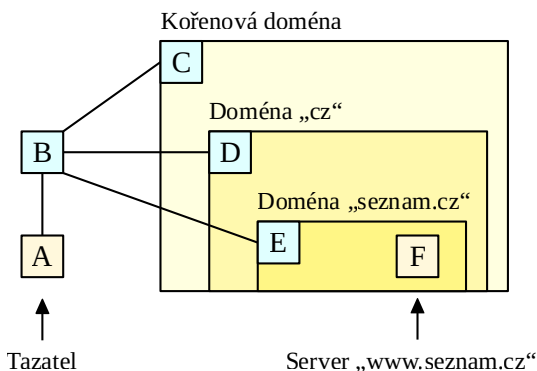 Kořenová doména
C
Doména „cz“
B
D
Doména „seznam.cz“
E
A
F
Tazatel
Server „www.seznam.cz“